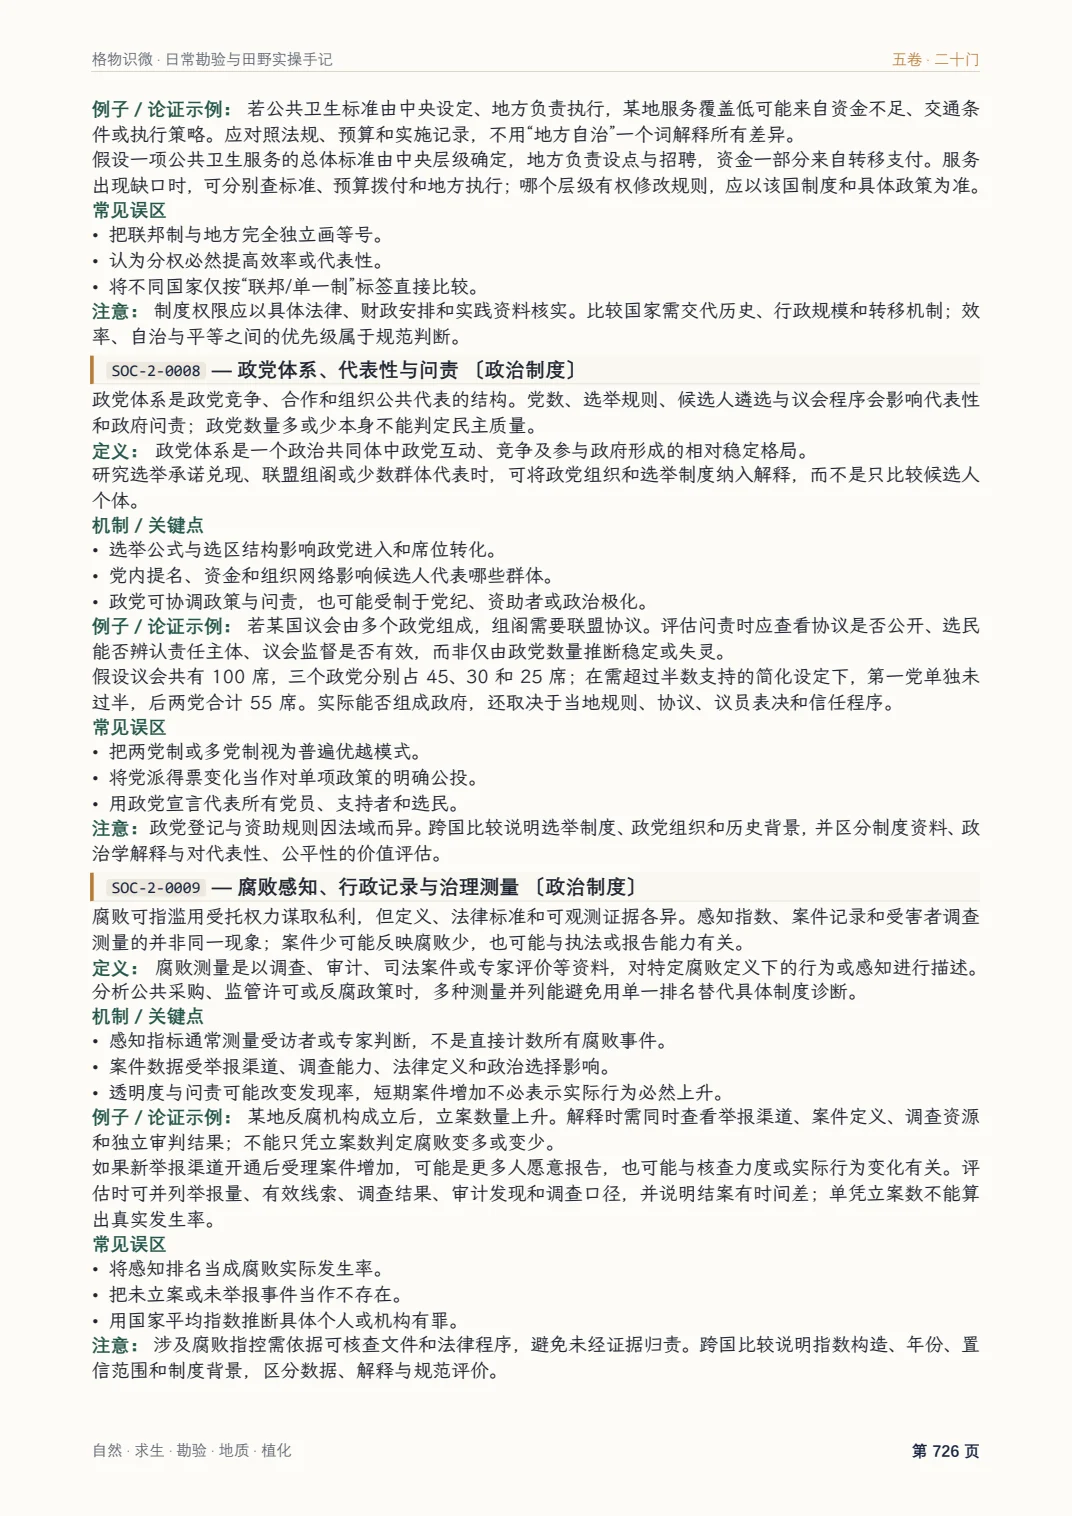 格物识微 · 日常勘验与田野实操手记
五卷 · 二十门
例子 / 论证示例： 若公共卫生标准由中央设定、地方负责执行，某地服务覆盖低可能来自资金不足、交通条
件或执行策略。应对照法规、预算和实施记录，不用“地方自治”一个词解释所有差异。
假设一项公共卫生服务的总体标准由中央层级确定，地方负责设点与招聘，资金一部分来自转移支付。服务
出现缺口时，可分别查标准、预算拨付和地方执行；哪个层级有权修改规则，应以该国制度和具体政策为准。
常见误区
• 把联邦制与地方完全独立画等号。
• 认为分权必然提高效率或代表性。
• 将不同国家仅按“联邦/单一制”标签直接比较。
注意： 制度权限应以具体法律、财政安排和实践资料核实。比较国家需交代历史、行政规模和转移机制；效
率、自治与平等之间的优先级属于规范判断。
SOC-2-0008 — 政党体系、代表性与问责 〔政治制度〕
政党体系是政党竞争、合作和组织公共代表的结构。党数、选举规则、候选人遴选与议会程序会影响代表性
和政府问责；政党数量多或少本身不能判定民主质量。
定义： 政党体系是一个政治共同体中政党互动、竞争及参与政府形成的相对稳定格局。
研究选举承诺兑现、联盟组阁或少数群体代表时，可将政党组织和选举制度纳入解释，而不是只比较候选人
个体。
机制 / 关键点
• 选举公式与选区结构影响政党进入和席位转化。
• 党内提名、资金和组织网络影响候选人代表哪些群体。
• 政党可协调政策与问责，也可能受制于党纪、资助者或政治极化。
例子 / 论证示例： 若某国议会由多个政党组成，组阁需要联盟协议。评估问责时应查看协议是否公开、选民
能否辨认责任主体、议会监督是否有效，而非仅由政党数量推断稳定或失灵。
假设议会共有 100 席，三个政党分别占 45、30 和 25 席；在需超过半数支持的简化设定下，第一党单独未
过半，后两党合计 55 席。实际能否组成政府，还取决于当地规则、协议、议员表决和信任程序。
常见误区
• 把两党制或多党制视为普遍优越模式。
• 将党派得票变化当作对单项政策的明确公投。
• 用政党宣言代表所有党员、支持者和选民。
注意： 政党登记与资助规则因法域而异。跨国比较说明选举制度、政党组织和历史背景，并区分制度资料、政
治学解释与对代表性、公平性的价值评估。
SOC-2-0009 — 腐败感知、行政记录与治理测量 〔政治制度〕
腐败可指滥用受托权力谋取私利，但定义、法律标准和可观测证据各异。感知指数、案件记录和受害者调查
测量的并非同一现象；案件少可能反映腐败少，也可能与执法或报告能力有关。
定义： 腐败测量是以调查、审计、司法案件或专家评价等资料，对特定腐败定义下的行为或感知进行描述。
分析公共采购、监管许可或反腐政策时，多种测量并列能避免用单一排名替代具体制度诊断。
机制 / 关键点
• 感知指标通常测量受访者或专家判断，不是直接计数所有腐败事件。
• 案件数据受举报渠道、调查能力、法律定义和政治选择影响。
• 透明度与问责可能改变发现率，短期案件增加不必表示实际行为必然上升。
例子 / 论证示例： 某地反腐机构成立后，立案数量上升。解释时需同时查看举报渠道、案件定义、调查资源
和独立审判结果；不能只凭立案数判定腐败变多或变少。
如果新举报渠道开通后受理案件增加，可能是更多人愿意报告，也可能与核查力度或实际行为变化有关。评
估时可并列举报量、有效线索、调查结果、审计发现和调查口径，并说明结案有时间差；单凭立案数不能算
出真实发生率。
常见误区
• 将感知排名当成腐败实际发生率。
• 把未立案或未举报事件当作不存在。
• 用国家平均指数推断具体个人或机构有罪。
注意： 涉及腐败指控需依据可核查文件和法律程序，避免未经证据归责。跨国比较说明指数构造、年份、置
信范围和制度背景，区分数据、解释与规范评价。
自然 · 求生 · 勘验 · 地质 · 植化
第 726 页